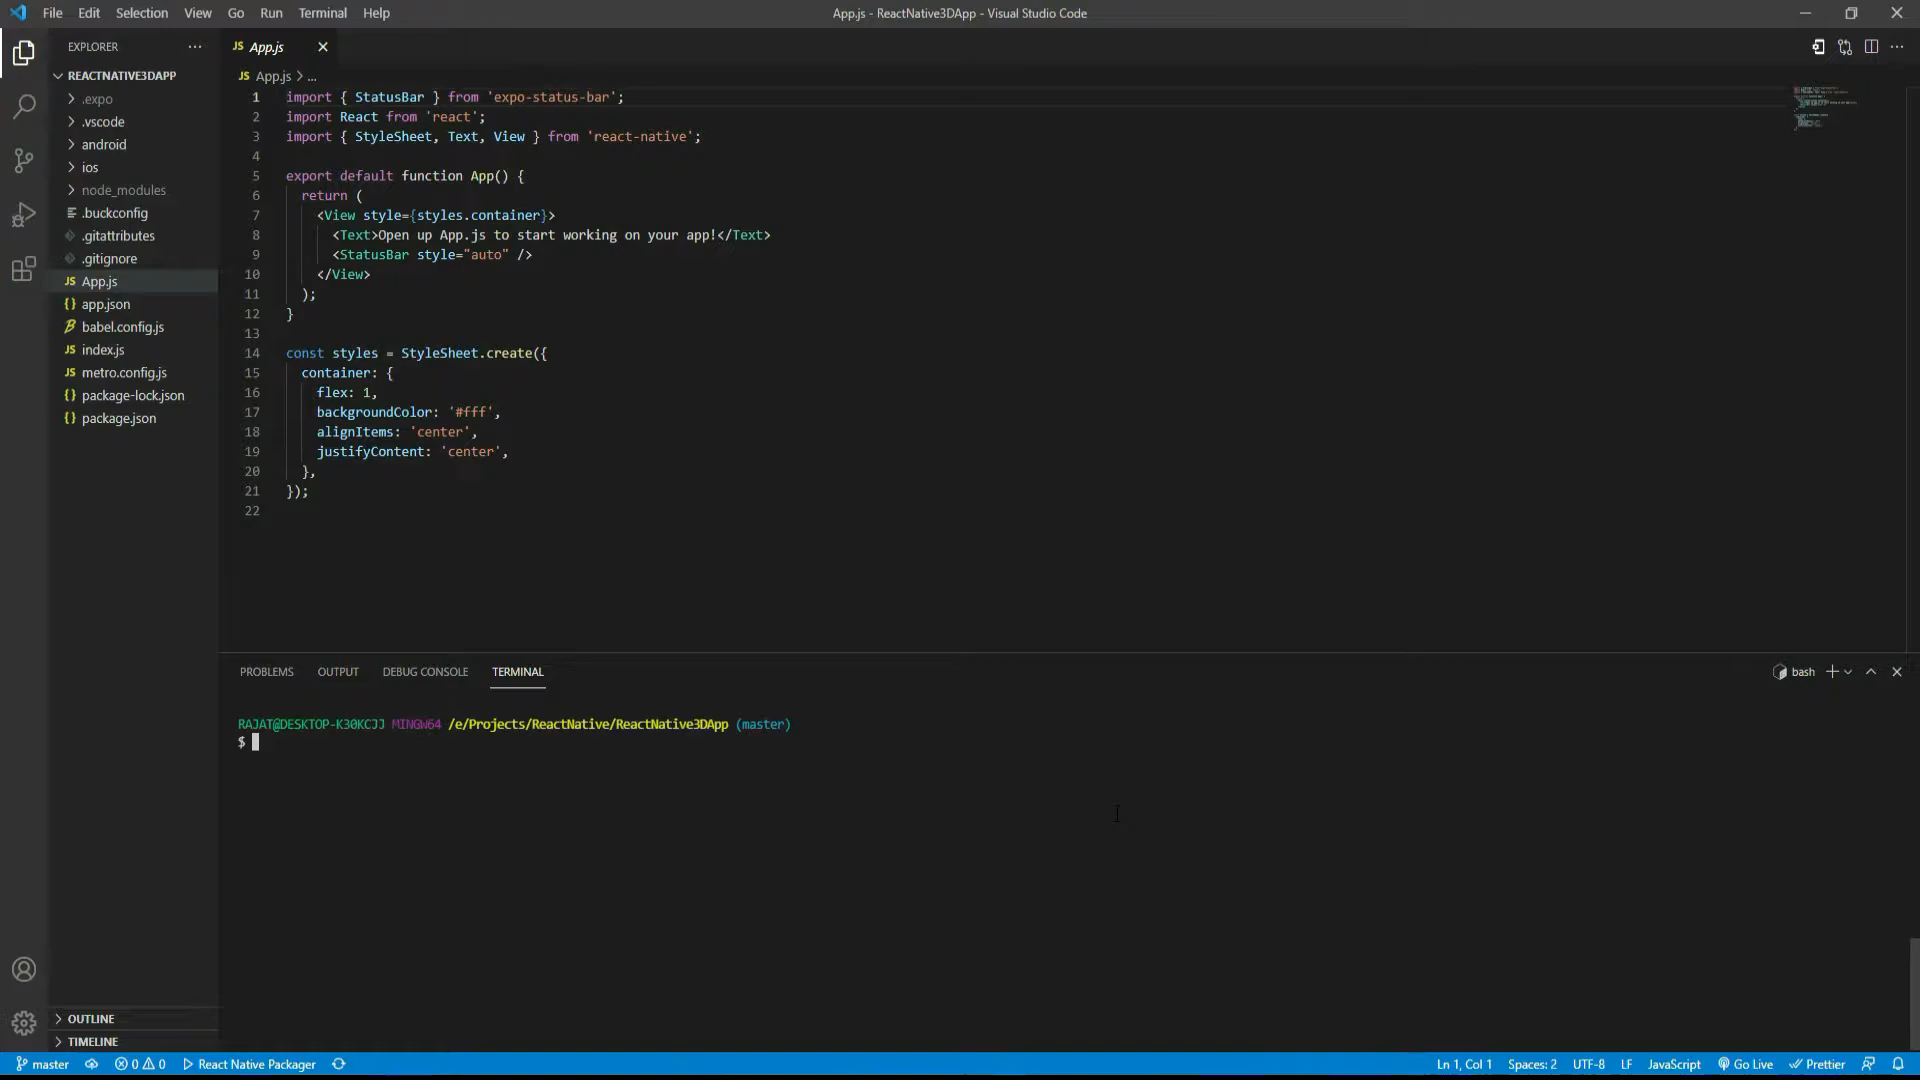 File Edit Selection View Go Run Terminal Help
App.js - ReactNative3DApp - Visual Studio Code
EXPLORER
REACTNATIVE3DAPP
.expo
.vscode
android
ios
node_modules
.buckconfig
.gitattributes
.gitignore
JS App.js
{} app.json
babel.config.js
JS index.js
JS metro.config.js
{} package-lock.json
{} package.json
OUTLINE
TIMELINE
JS App.js
JS App.js > ...
1 import { StatusBar } from 'expo-status-bar';
2 import React from 'react';
3 import { StyleSheet, Text, View } from 'react-native';
4
5 export default function App() {
6 return (
7 <View style={styles.container}>
8 <Text>Open up App.js to start working on your app!</Text>
9 <StatusBar style="auto" />
10 </View>
11 );
12 }
13
14 const styles = StyleSheet.create({
15 container: {
16 flex: 1,
17 backgroundColor: '#fff',
18 alignItems: 'center',
19 justifyContent: 'center',
20 },
21 });
22
PROBLEMS OUTPUT DEBUG CONSOLE TERMINAL
bash
RAJAT@DESKTOP-K30KCJJ MINGW64 /e/Projects/ReactNative/ReactNative3DApp (master)
$
master 0 0 React Native Packager
Ln 1, Col 1 Spaces: 2 UTF-8 LF JavaScript Go Live Prettier